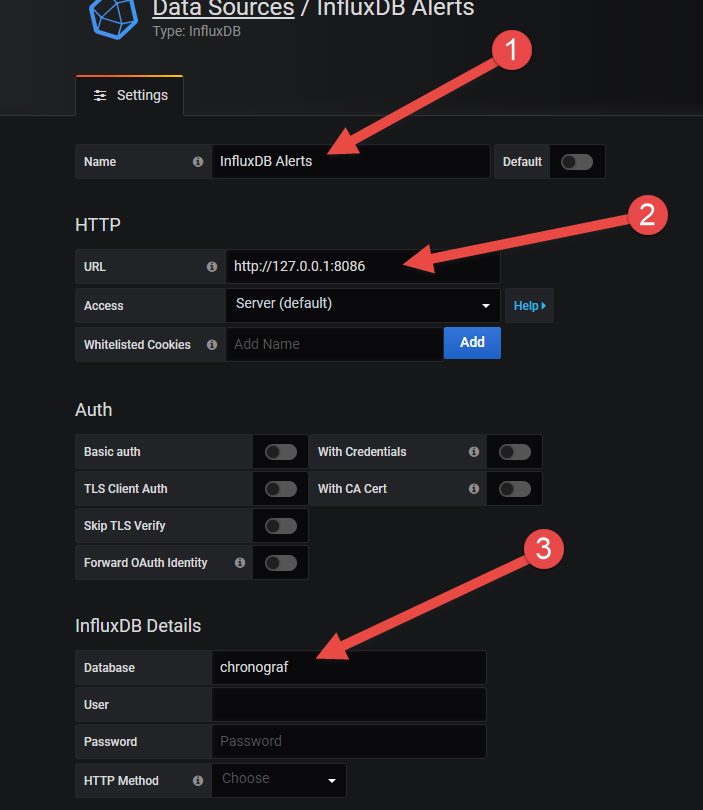 Data Sources / InfluxDB Alerts
Type: InfluxDB
1
Settings
Name InfluxDB Alerts Default
2
HTTP
URL http://127.0.0.1:8086
Access Server (default) Help
Whitelisted Cookies Add Name Add
Auth
Basic auth With Credentials
TLS Client Auth With CA Cert
Skip TLS Verify
3
Forward OAuth Identity
InfluxDB Details
Database chronograf
User
Password Password
HTTP Method Choose